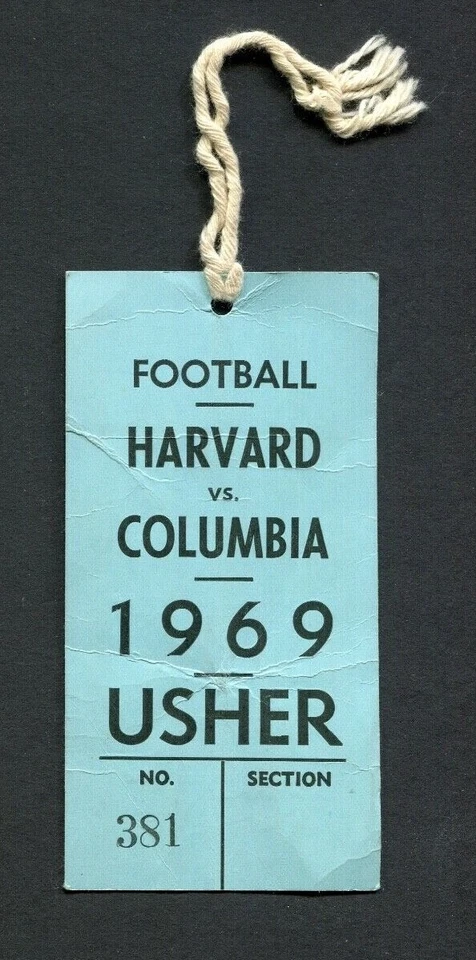 FOOTBALL
HARVARD
VS.
COLUMBIA
1969
USHER
NO. SECTION
381